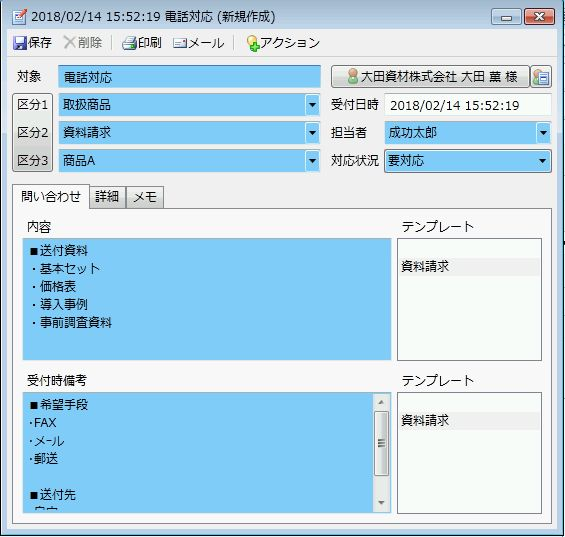 2018/02/14 15:52:19 電話対応 (新規作成)
保存 削除 印刷 メール アクション
対象 電話対応 大田資材株式会社 大田 薫 様
区分1 取扱商品 受付日時 2018/02/14 15:52:19
区分2 資料請求 担当者 成功太郎
区分3 商品A 対応状況 要対応
問い合わせ 詳細 メモ
内容 テンプレート
■送付資料
・基本セット 資料請求
・価格表
・導入事例
・事前調査資料
受付時備考 テンプレート
■希望手段
・FAX 資料請求
・メール
・郵送
■送付先